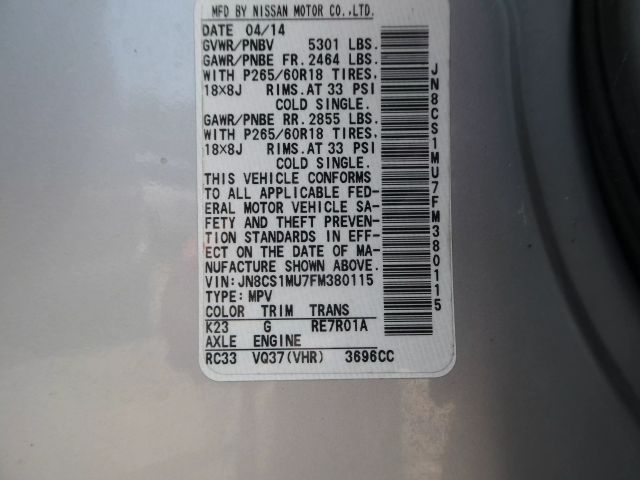 MFD BY NISSAN MOTOR CO.,LTD.
DATE 04/14
GVWR/PNBV 5301 LBS.
GAWR/PNBE FR. 2464 LBS.
WITH P265/60R18 TIRES,
18×8J RIMS.AT 33 PSI
COLD SINGLE.
GAWR/PNBE RR. 2855 LBS.
WITH P265/60R18 TIRES,
18×8J RIMS.AT 33 PSI
COLD SINGLE.
THIS VEHICLE CONFORMS
TO ALL APPLICABLE FED-
ERAL MOTOR VEHICLE SA-
FETY AND THEFT PREVEN-
TION STANDARDS IN EFF-
ECT ON THE DATE OF MA-
NUFACTURE SHOWN ABOVE.
VIN:JN8CS1MU7FM380115
TYPE:MPV
COLOR TRIM TRANS
K23 G RE7R01A
AXLE ENGINE
RC33 VQ37(VHR) 3696CC
JN8CS1MU7FM380115